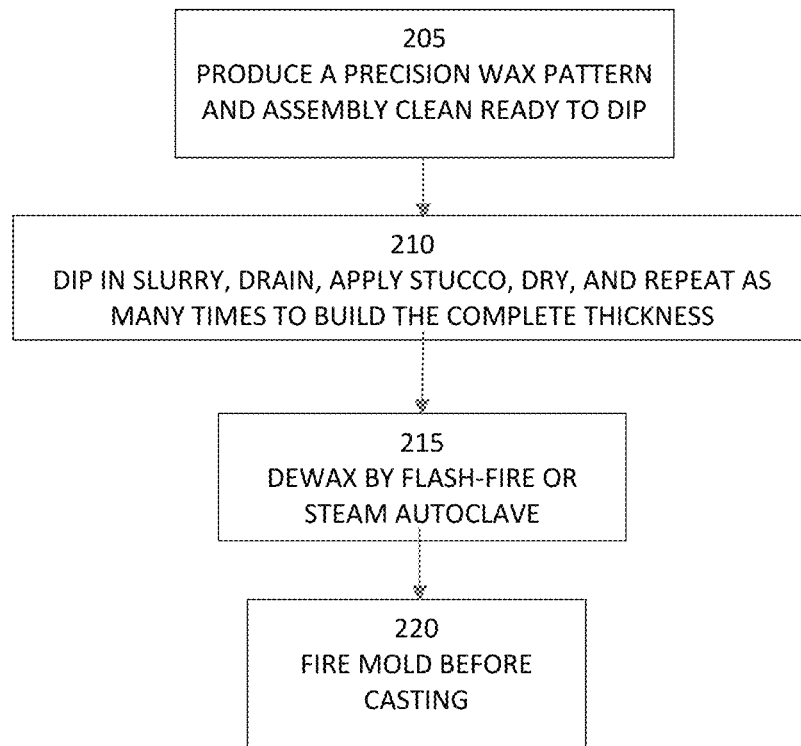 205
PRODUCE A PRECISION WAX PATTERN
AND ASSEMBLY CLEAN READY TO DIP
210
DIP IN SLURRY, DRAIN, APPLY STUCCO, DRY, AND REPEAT AS
MANY TIMES TO BUILD THE COMPLETE THICKNESS
215
DEWAX BY FLASH-FIRE OR
STEAM AUTOCLAVE
220
FIRE MOLD BEFORE
CASTING